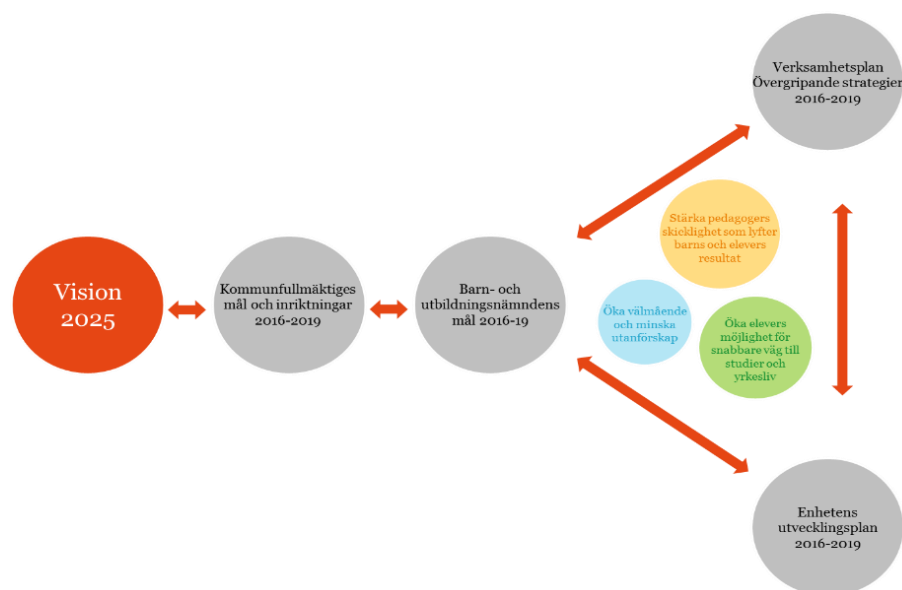 Vision
2025
Kommunfullmäktiges
mål och inriktningar
2016-2019
Barn- och
utbildningsnämndens
mål 2016-19
Verksamhetsplan
Övergripande strategier
2016-2019
Stärka pedagogers
skicklighet som lyfter
barns och elevers
resultat
Öka välmående
och minska
utanförskap
Öka elevers
möjlighet för
snabbare väg till
studier och
yrkesliv
Enhetens
utvecklingsplan
2016-2019